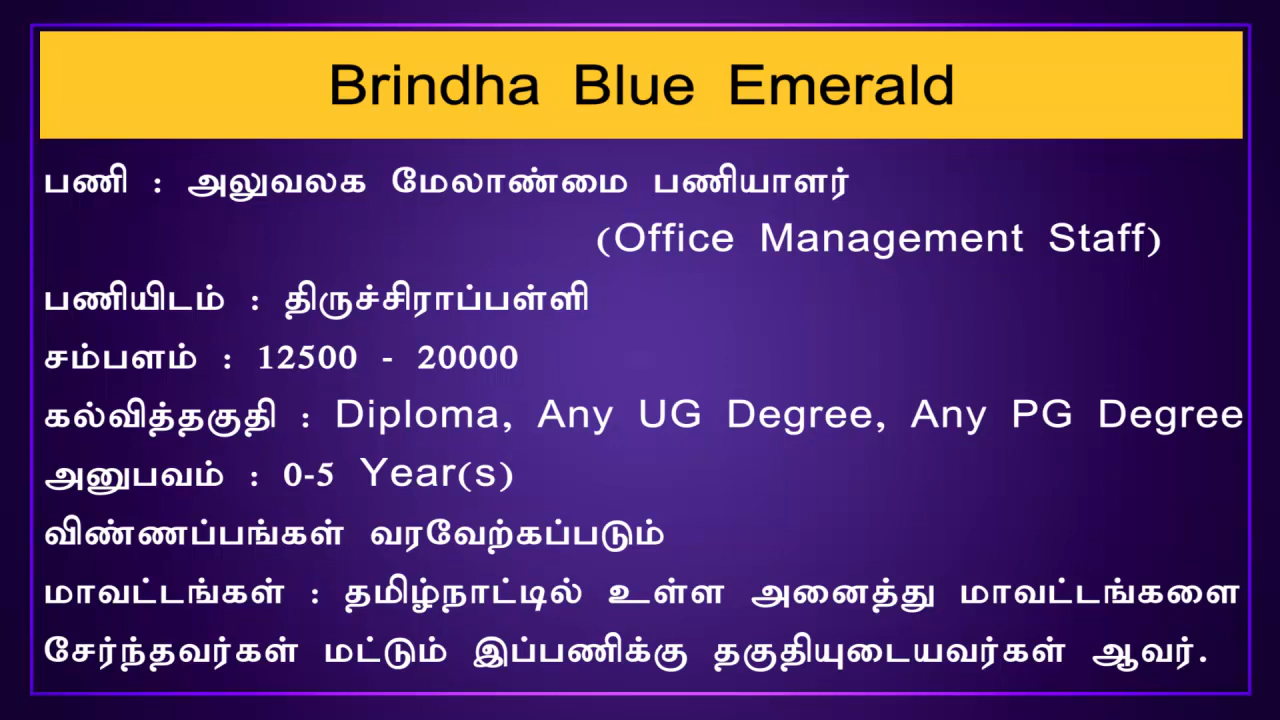 Brindha Blue Emerald
பணி : அலுவலக மேலாண்மை பணியாளர்
(Office Management Staff)
பணியிடம் : திருச்சிராப்பள்ளி
சம்பளம் : 12500 - 20000
கல்வித்தகுதி : Diploma, Any UG Degree, Any PG Degree
அனுபவம் : 0-5 Year(s)
விண்ணப்பங்கள் வரவேற்கப்படும்
மாவட்டங்கள் : தமிழ்நாட்டில் உள்ள அனைத்து மாவட்டங்களை
சேர்ந்தவர்கள் மட்டும் இப்பணிக்கு தகுதியுடையவர்கள் ஆவர்.